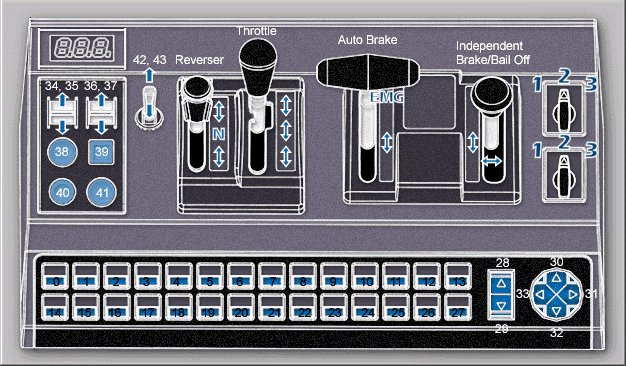 8.8.8.
Throttle
42, 43 Reverser
Auto Brake
Independent
Brake/Bail Off
34, 35 36, 37
EMG
1 2 3
N
38 39
1 2 3
40 41
28 30
0 1 2 3 4 5 6 7 8 9 10 11 12 13
33 31
14 15 16 17 18 19 20 21 22 23 24 25 26 27
29 32